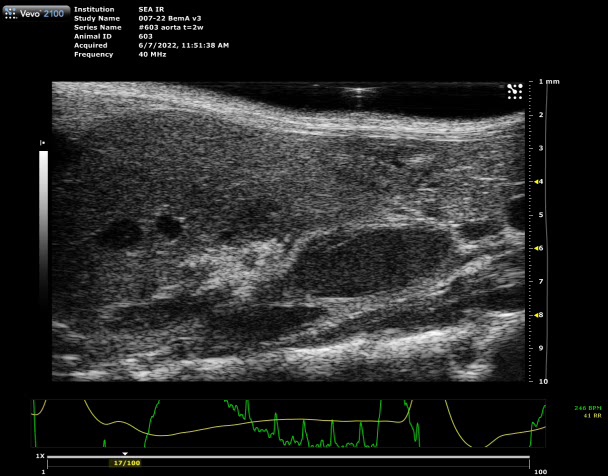 Vevo 2100
Institution SEA IR
Study Name 007-22 BemA v3
Series Name #603 aorta t=2w
Animal ID 603
Acquired 6/7/2022, 11:51:38 AM
Frequency 40 MHz
1 mm
2
3
4
5
6
7
8
9
10
246 BPM
41 RR
1X
17/100
1
100